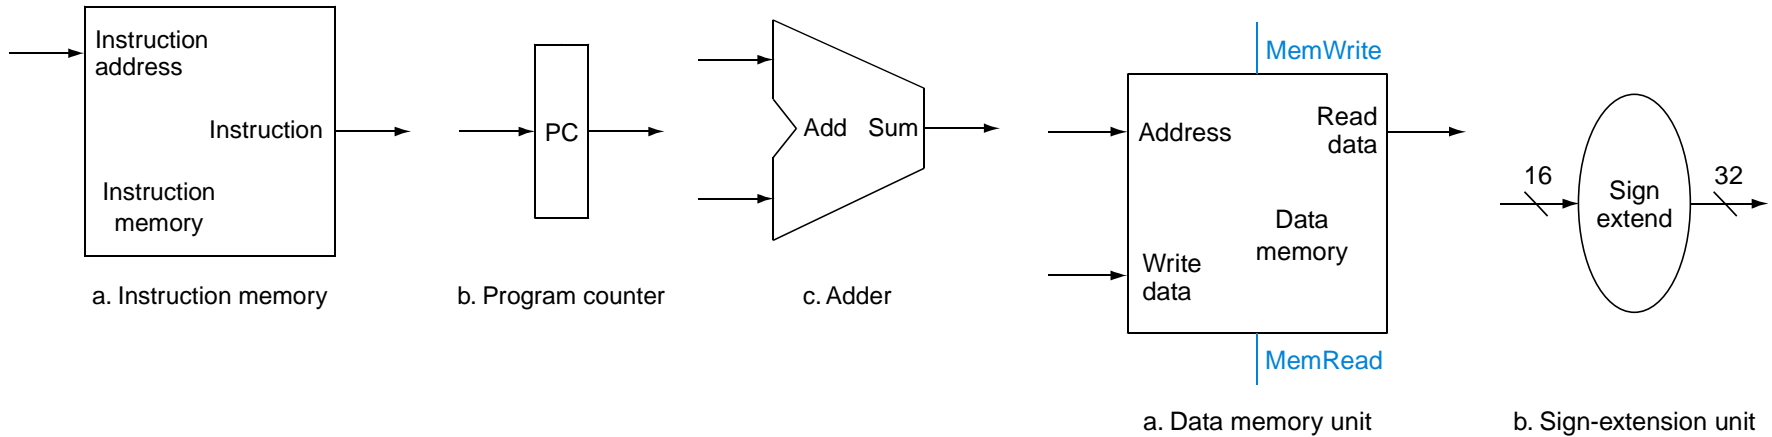 Instruction
address
Instruction
Instruction
memory
a. Instruction memory
PC
b. Program counter
Add
Sum
c. Adder
MemWrite
Address
Read
data
Data
memory
Write
data
MemRead
a. Data memory unit
16
Sign
extend
32
b. Sign-extension unit